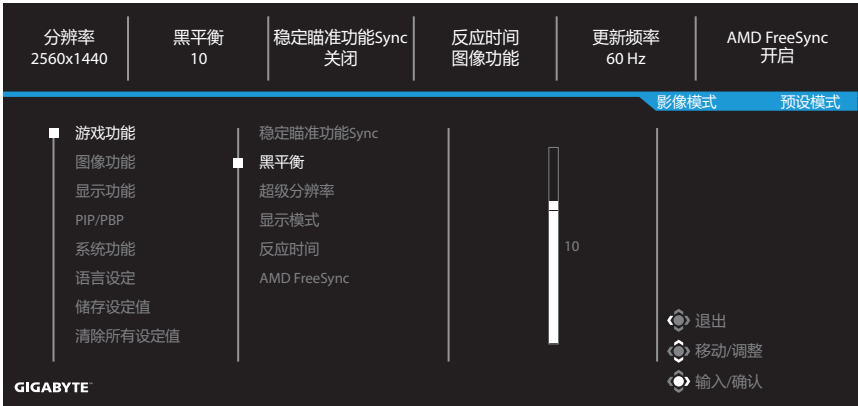 分辨率
2560x1440
黑平衡
10
稳定瞄准功能Sync
关闭
反应时间
图像功能
更新频率
60 Hz
AMD FreeSync
开启
影像模式
预设模式
游戏功能
图像功能
显示功能
PIP/PBP
系统功能
语言设定
储存设定值
清除所有设定值
稳定瞄准功能Sync
黑平衡
超级分辨率
显示模式
反应时间
AMD FreeSync
10
退出
移动/调整
输入/确认
GIGABYTE™